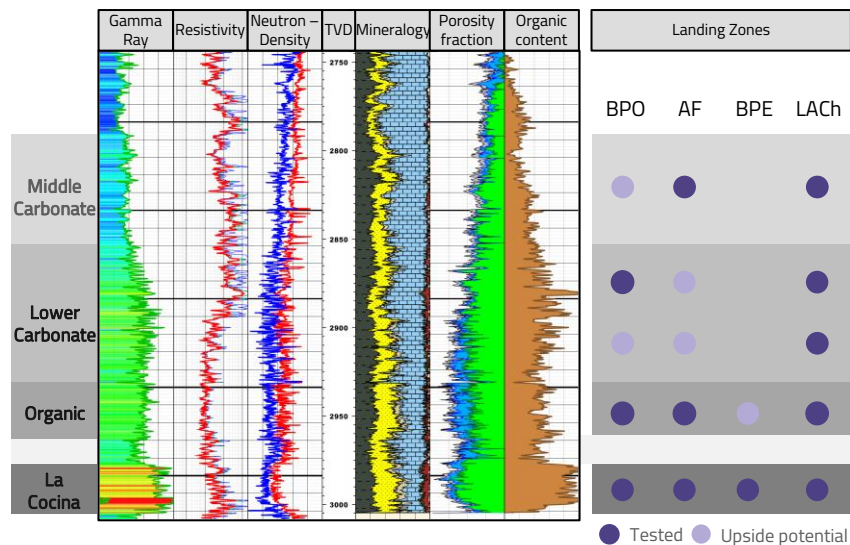 Gamma Ray
Resistivity
Neutron – Density
TVD
Mineralogy
Porosity fraction
Organic content
Landing Zones
BPO
AF
BPE
LACh
2750
2800
2850
2900
2950
3000
Middle Carbonate
Lower Carbonate
Organic
La Cocina
Tested
Upside potential